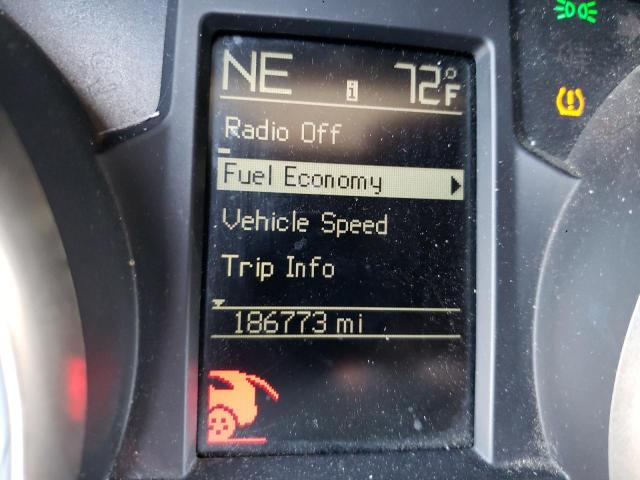 NE i 72°F
Radio Off
Fuel Economy
Vehicle Speed
Trip Info
186773 mi